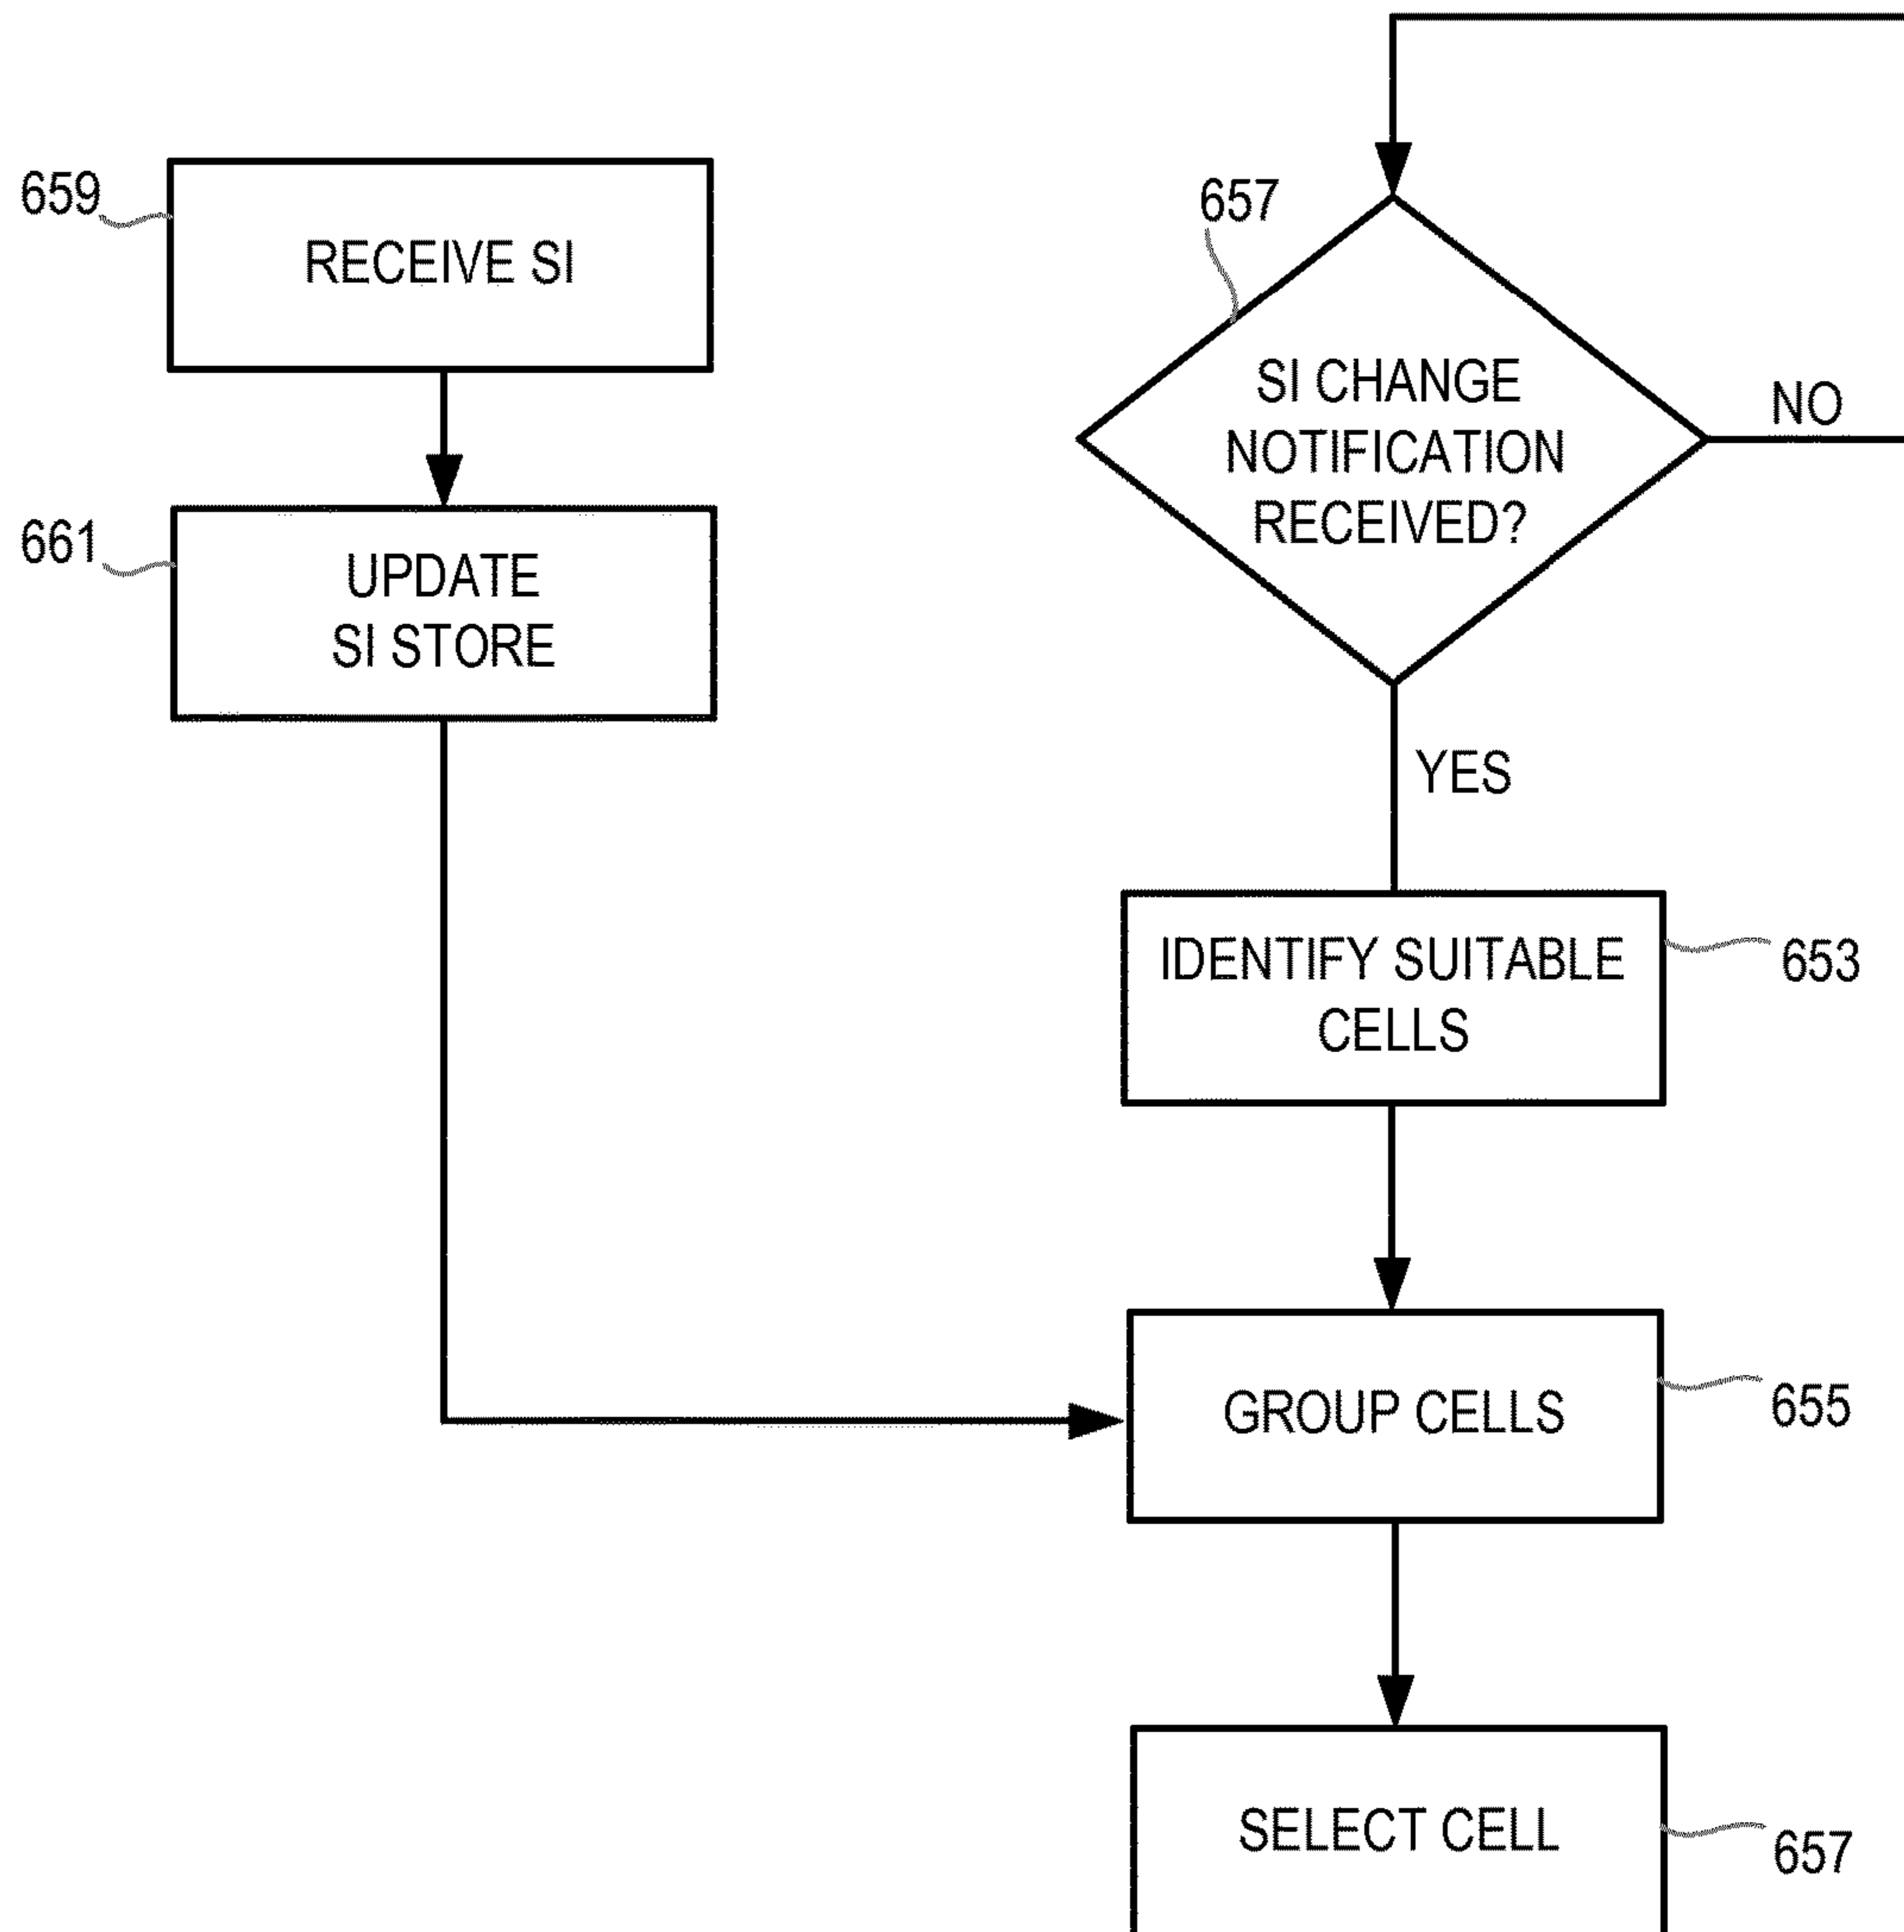 659
RECEIVE SI
661
UPDATE
SI STORE
657
SI CHANGE
NOTIFICATION
RECEIVED?
NO
YES
IDENTIFY SUITABLE
CELLS
653
GROUP CELLS
655
SELECT CELL
657